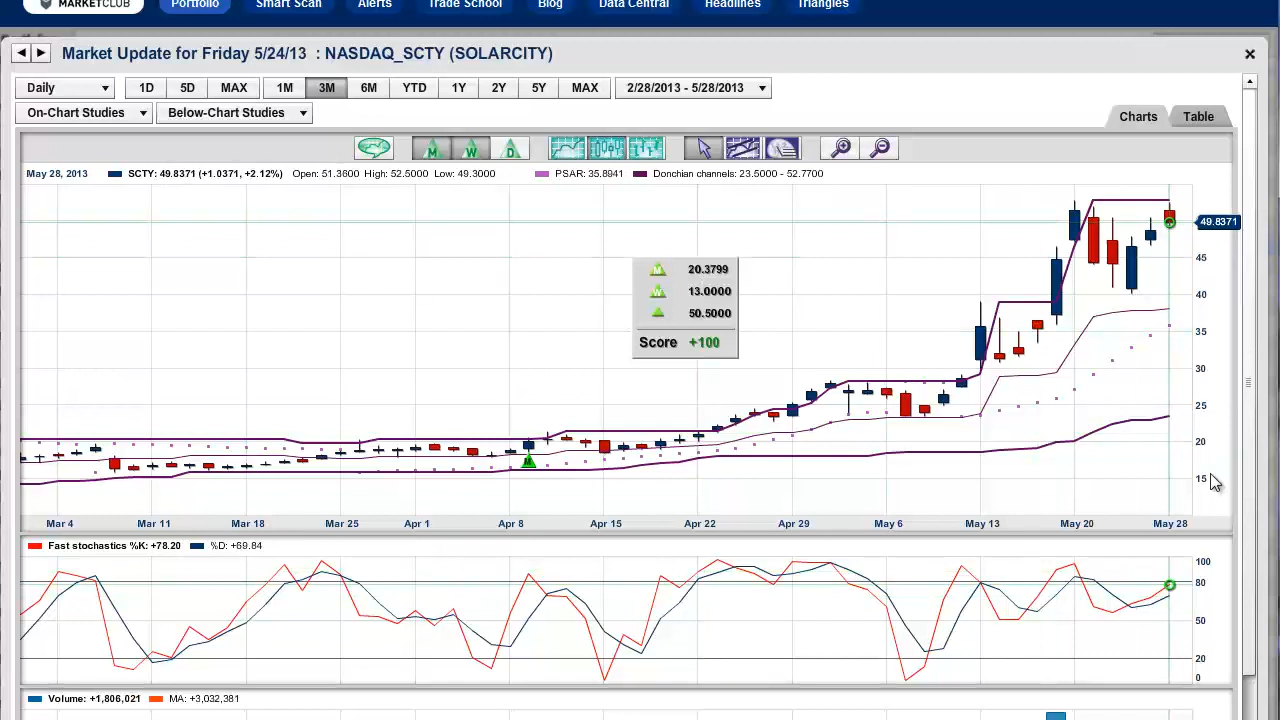 MARKETCLUB Portfolio Smart Scan Alerts Trade School Blog Data Central Headlines Triangles
Market Update for Friday 5/24/13 : NASDAQ_SCTY (SOLARCITY)
Daily 1D 5D MAX 1M 3M 6M YTD 1Y 2Y 5Y MAX 2/28/2013 - 5/28/2013
On-Chart Studies Below-Chart Studies
Charts Table
M W D
May 28, 2013 SCTY: 49.8371 (+1.0371, +2.12%) Open: 51.3600 High: 52.5000 Low: 49.3000 PSAR: 35.8941 Donchian channels: 23.5000 - 52.7700
49.8371
45
M 20.3799
W 13.0000
40
50.5000
35
Score +100
30
25
20
M
15
Mar 4 Mar 11 Mar 18 Mar 25 Apr 1 Apr 8 Apr 15 Apr 22 Apr 29 May 6 May 13 May 20 May 28
Fast stochastics %K: +78.20 %D: +69.84
100
80
50
20
0
Volume: +1,806,021 MA: +3,032,381